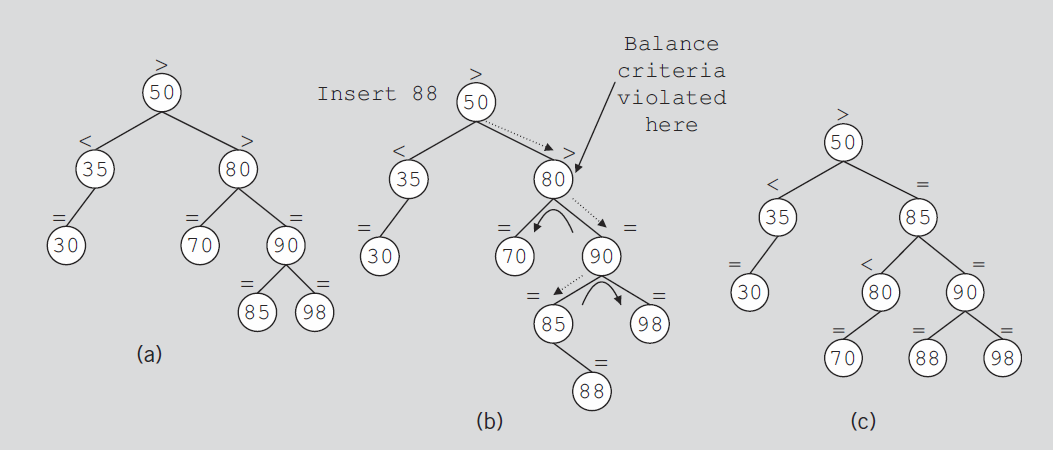 >
50
< >
35 80
= = =
30 70 90
= =
85 98
(a)
Balance
criteria
violated
here
Insert 88
>
50
< >
35 80
= = =
30 70 90
= =
85 98
=
88
(b)
>
50
< =
35 85
= < =
30 80 90
= = =
70 88 98
(c)